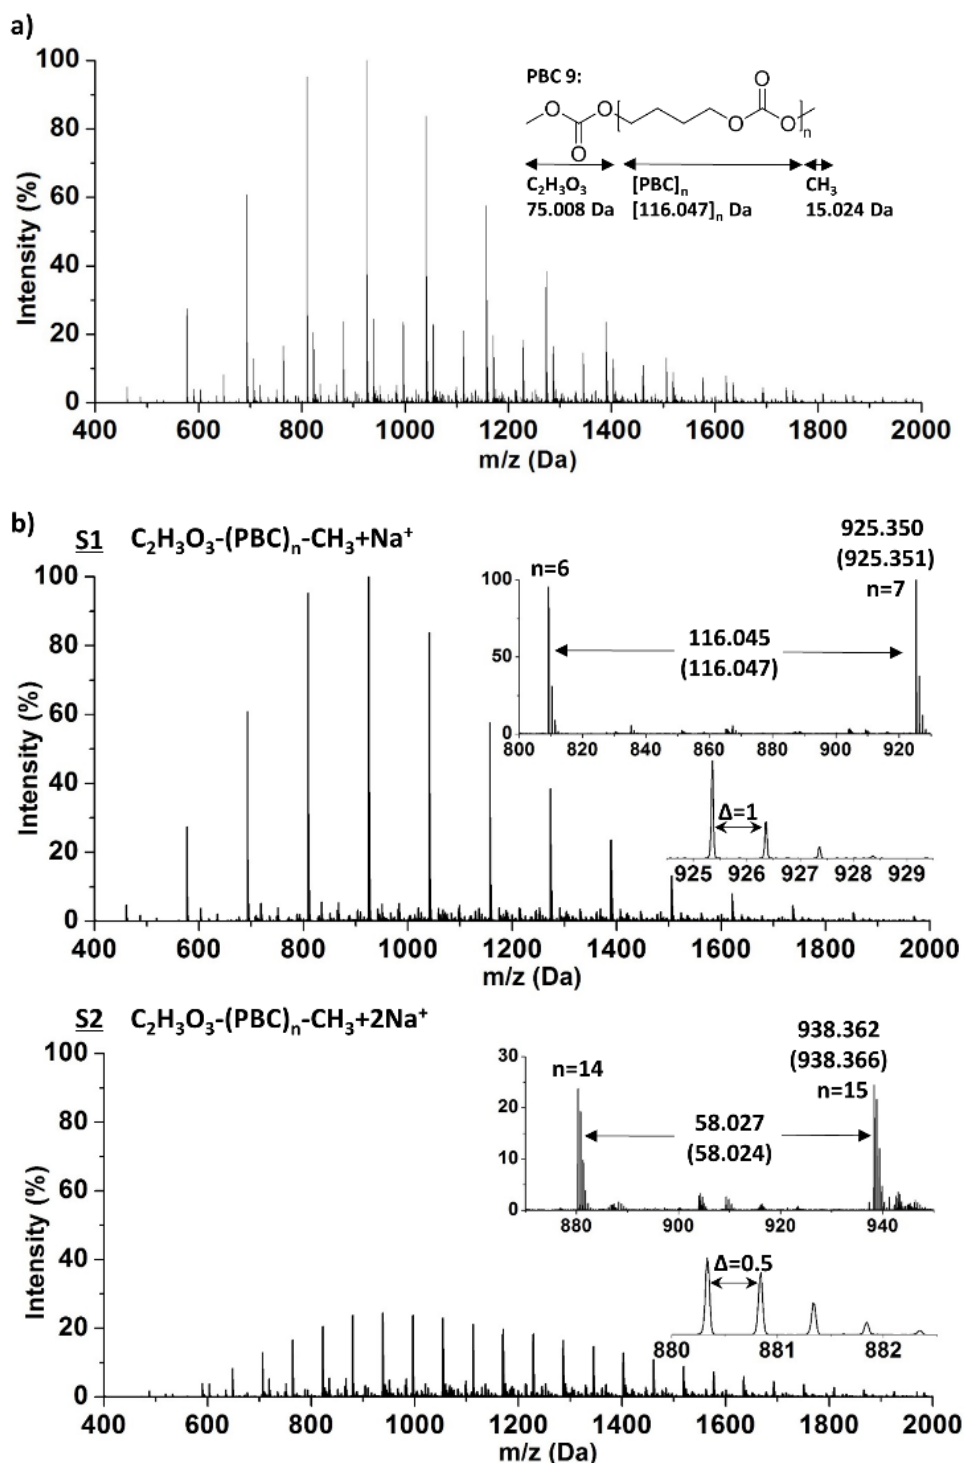 a)
100
80
60
40
20
0
Intensity (%)
400 600 800 1000 1200 1400 1600 1800 2000
m/z (Da)
PBC 9:
O
O O O
O O
O n
C₂H₃O₃ [PBC]ₙ CH₃
75.008 Da [116.047]ₙ Da 15.024 Da
b)
S1 C₂H₃O₃-(PBC)ₙ-CH₃+Na⁺
100
80
60
40
20
0
Intensity (%)
400 600 800 1000 1200 1400 1600 1800 2000
m/z (Da)
925.350
(925.351)
n=6
n=7
100
50
0
116.045
(116.047)
800 820 840 860 880 900 920
Δ=1
925 926 927 928 929
S2 C₂H₃O₃-(PBC)ₙ-CH₃+2Na⁺
100
80
60
40
20
0
Intensity (%)
400 600 800 1000 1200 1400 1600 1800 2000
m/z (Da)
938.362
(938.366)
n=14
n=15
30
20
10
0
58.027
(58.024)
880 900 920 940
Δ=0.5
880 881 882